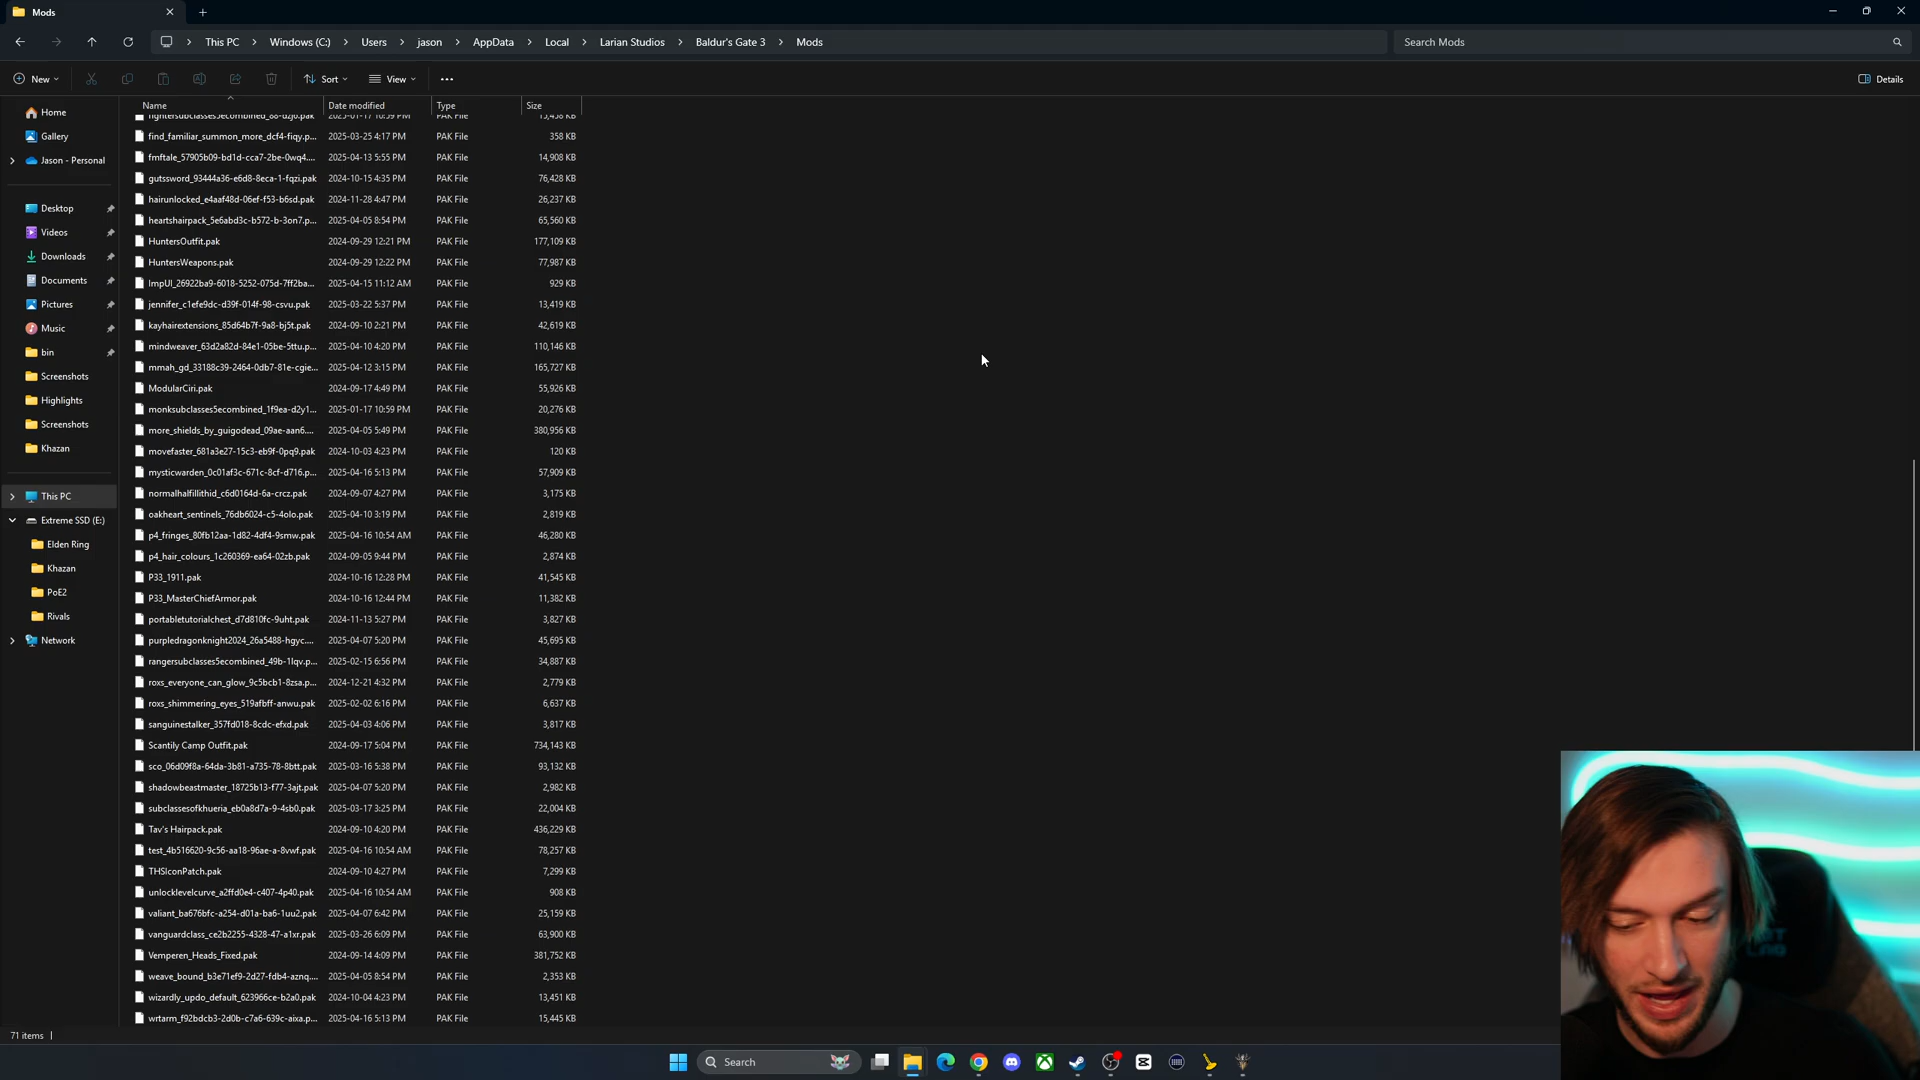 Mods
This PC > Windows (C:) > Users > jason > AppData > Local > Larian Studios > Baldur's Gate 3 > Mods
Search Mods
New
Sort
View
Details
Name Date modified Type Size
Home
Gallery
Jason - Personal
Desktop
Videos
Downloads
Documents
Pictures
Music
bin
Screenshots
Highlights
Screenshots
Khazan
This PC
Extreme SSD (E:)
Elden Ring
Khazan
PoE2
Rivals
Network
find_familiar_summon_more_dcf4-fiqy.p... 2025-03-25 4:17 PM PAK File 358 KB
fmftale_57905b09-bd1d-cca7-2be-0wq4.... 2025-04-13 5:55 PM PAK File 14,908 KB
gutssword_93444a36-e6d8-8eca-1-fqzi.pak 2024-10-15 4:35 PM PAK File 76,428 KB
hairunlocked_e4aaf48d-06ef-f53-b6sd.pak 2024-11-28 4:47 PM PAK File 26,237 KB
heartshairpack_5e6abd3c-b572-b-3on7.p... 2025-04-05 8:54 PM PAK File 65,560 KB
HuntersOutfit.pak 2024-09-29 12:21 PM PAK File 177,109 KB
HuntersWeapons.pak 2024-09-29 12:22 PM PAK File 77,987 KB
ImpUI_26922ba9-6018-5252-075d-7ff2ba... 2025-04-15 11:12 AM PAK File 929 KB
jennifer_c1efe9dc-d39f-014f-98-csvu.pak 2025-03-22 5:37 PM PAK File 13,419 KB
kayhairextensions_85d64b7f-9a8-bj5t.pak 2024-09-10 2:21 PM PAK File 42,619 KB
mindweaver_63d2a82d-84e1-05be-5ttu.p... 2025-04-10 4:20 PM PAK File 110,146 KB
mmah_gd_33188c39-2464-0db7-81e-cgie... 2025-04-12 3:15 PM PAK File 165,727 KB
ModularCiri.pak 2024-09-17 4:49 PM PAK File 55,926 KB
monksubclasses5ecombined_1f9ea-d2y1... 2025-01-17 10:59 PM PAK File 20,276 KB
more_shields_by_guigodead_09ae-aan6.... 2025-04-05 5:49 PM PAK File 380,956 KB
movefaster_681a3e27-15c3-eb9f-0pq9.pak 2024-10-03 4:23 PM PAK File 120 KB
mysticwarden_0c01af3c-671c-8cf-d716.p... 2025-04-16 5:13 PM PAK File 57,909 KB
normalhalfillithid_c6d0164d-6a-crcz.pak 2024-09-07 4:27 PM PAK File 3,175 KB
oakheart_sentinels_76db6024-c5-4olo.pak 2025-04-10 3:19 PM PAK File 2,819 KB
p4_fringes_80fb12aa-1d82-4df4-9smw.pak 2025-04-16 10:54 AM PAK File 46,280 KB
p4_hair_colours_1c260369-ea64-02zb.pak 2024-09-05 9:44 PM PAK File 2,874 KB
P33_1911.pak 2024-10-16 12:28 PM PAK File 41,545 KB
P33_MasterChiefArmor.pak 2024-10-16 12:44 PM PAK File 11,382 KB
portabletutorialchest_d7d810fc-9uht.pak 2024-11-13 5:27 PM PAK File 3,827 KB
purpledragonknight2024_26a5488-hgyc.... 2025-04-07 5:20 PM PAK File 45,695 KB
rangersubclasses5ecombined_49b-1lqv.p... 2025-02-15 6:56 PM PAK File 34,887 KB
roxs_everyone_can_glow_9c5bcb1-8zsa.p... 2024-12-21 4:32 PM PAK File 2,779 KB
roxs_shimmering_eyes_519afbff-anwu.pak 2025-02-02 6:16 PM PAK File 6,637 KB
sanguinestalker_357fd018-8cdc-efxd.pak 2025-04-03 4:06 PM PAK File 3,817 KB
Scantily Camp Outfit.pak 2024-09-17 5:04 PM PAK File 734,143 KB
sco_06d09f8a-64da-3b81-a735-78-8btt.pak 2025-03-16 5:38 PM PAK File 93,132 KB
shadowbeastmaster_18725b13-f77-3ajt.pak 2025-04-07 5:20 PM PAK File 2,982 KB
subclassesofkhueria_eb0a8d7a-9-4sb0.pak 2025-03-17 3:25 PM PAK File 22,004 KB
Tav's Hairpack.pak 2024-09-10 4:20 PM PAK File 436,229 KB
test_4b516620-9c56-aa18-96ae-a-8vwf.pak 2025-04-16 10:54 AM PAK File 78,257 KB
THSIconPatch.pak 2024-09-10 4:27 PM PAK File 7,299 KB
unlocklevelcurve_a2ffd0e4-c407-4p40.pak 2025-04-16 10:54 AM PAK File 908 KB
valiant_ba676bfc-a254-d01a-ba6-1uu2.pak 2025-04-07 6:42 PM PAK File 25,159 KB
vanguardclass_ce2b2255-4328-47-a1xr.pak 2025-03-26 6:09 PM PAK File 63,900 KB
Vemperen_Heads_Fixed.pak 2024-09-14 4:09 PM PAK File 381,752 KB
weave_bound_b3e71ef9-2d27-fdb4-aznq.... 2025-04-05 8:54 PM PAK File 2,353 KB
wizardly_updo_default_623966ce-b2a0.pak 2024-10-04 4:23 PM PAK File 13,451 KB
wrtarm_f92bdcb3-2d0b-c7a6-639c-aixa.p... 2025-04-16 5:13 PM PAK File 15,445 KB
71 items
Search